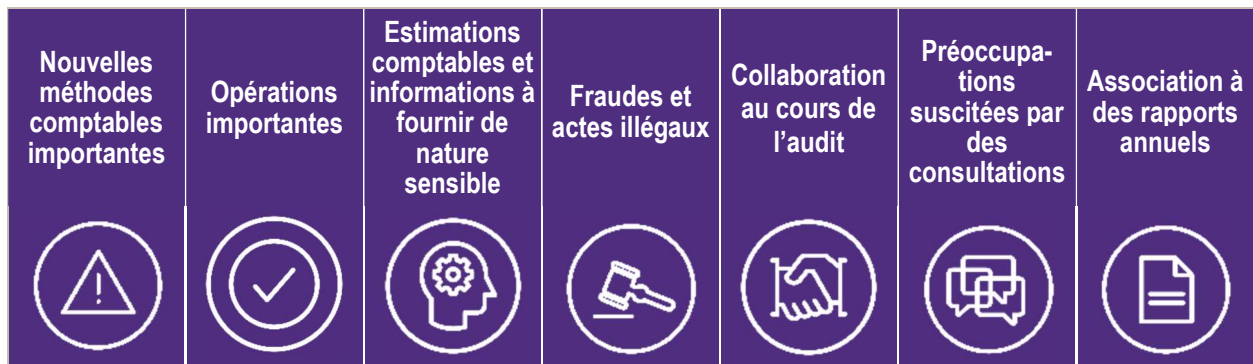 Nouvelles
méthodes
comptables
importantes
Opérations
importantes
Estimations
comptables et
informations à
fournir de
nature
sensible
Fraudes et
actes illégaux
Collaboration
au cours de
l’audit
Préoccupa-
tions
suscitées par
des
consultations
Association à
des rapports
annuels